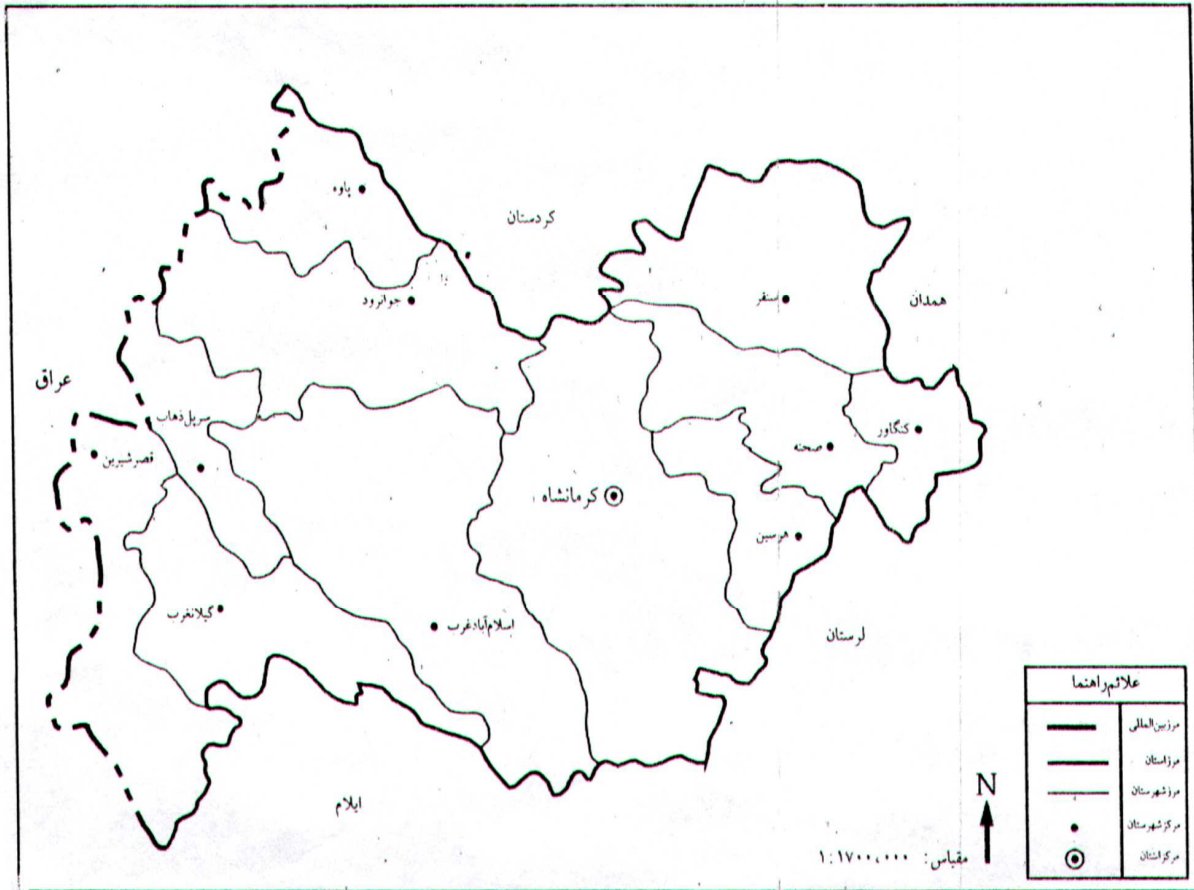 پاوه
کردستان
سنقر
همدان
جوانرود
عراق
سرپل‌ذهاب
کنگاور
صحنه
قصرشیرین
کرمانشاه
هرسین
گیلانغرب
اسلام‌آبادغرب
لرستان
ایلام
علائم‌راهنما
مرزبین‌المللی
مرزاستان
مرزشهرستان
مرکزشهرستان
مرکزاستان
N
مقیاس: ۱:۱۷۰۰،۰۰۰